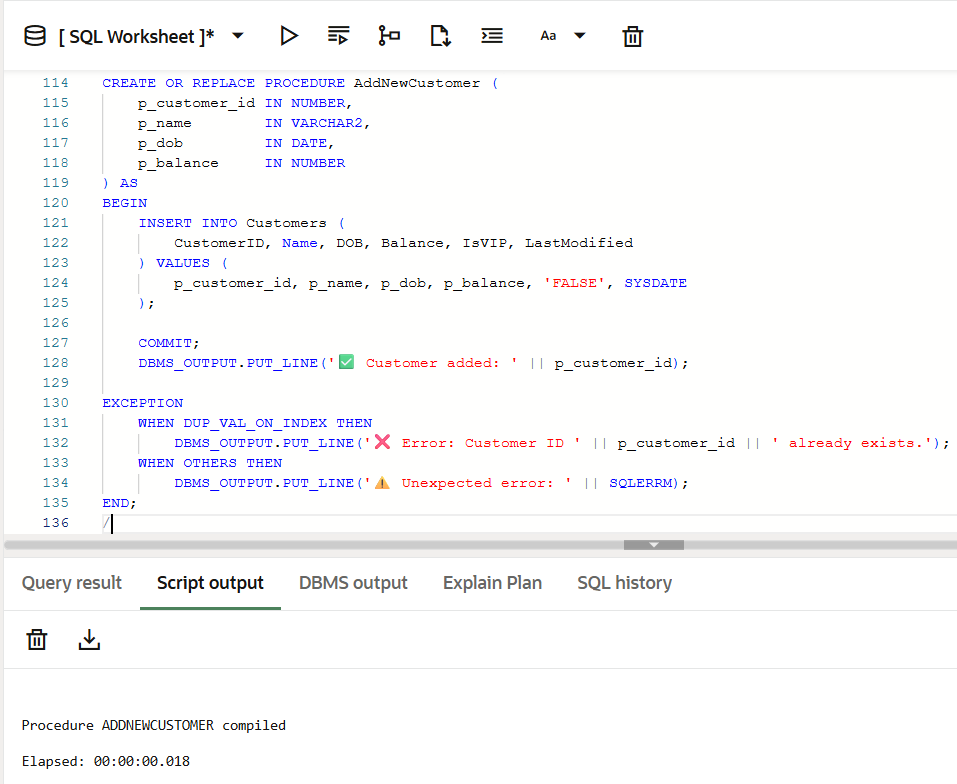 [ SQL Worksheet ]* Aa
114 CREATE OR REPLACE PROCEDURE AddNewCustomer (
115     p_customer_id IN NUMBER,
116     p_name        IN VARCHAR2,
117     p_dob         IN DATE,
118     p_balance     IN NUMBER
119 ) AS
120 BEGIN
121     INSERT INTO Customers (
122         CustomerID, Name, DOB, Balance, IsVIP, LastModified
123     ) VALUES (
124         p_customer_id, p_name, p_dob, p_balance, 'FALSE', SYSDATE
125     );
126
127     COMMIT;
128     DBMS_OUTPUT.PUT_LINE('✅ Customer added: ' || p_customer_id);
129
130 EXCEPTION
131     WHEN DUP_VAL_ON_INDEX THEN
132         DBMS_OUTPUT.PUT_LINE('❌ Error: Customer ID ' || p_customer_id || ' already exists.');
133     WHEN OTHERS THEN
134         DBMS_OUTPUT.PUT_LINE('⚠️ Unexpected error: ' || SQLERRM);
135 END;
136 /
Query result Script output DBMS output Explain Plan SQL history
Procedure ADDNEWCUSTOMER compiled
Elapsed: 00:00:00.018